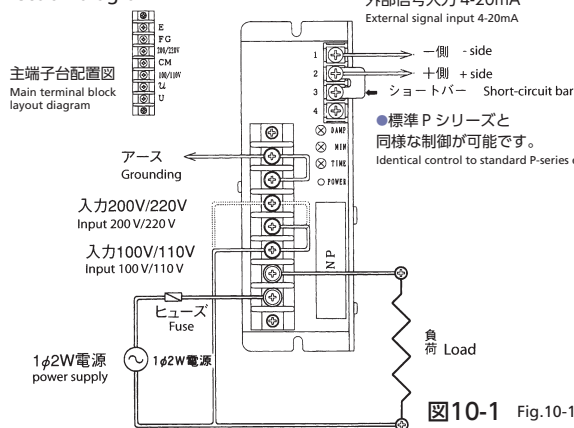 外部信号入力 4-20mA
External signal input 4-20mA
E
FG
200/220V
CM
100/110V
U
U
主端子台配置図
Main terminal block
layout diagram
1
2
3
4
一側 - side
十側 + side
ショートバー Short-circuit bar
●標準 P シリーズと
同様な制御が可能です。
Identical control to standard P-series
DAMP
MIN
TIME
POWER
NP
アース
Grounding
入力200V/220V
Input 200 V/220 V
入力100V/110V
Input 100 V/110 V
ヒューズ
Fuse
1φ2W電源
power supply
1φ2W電源
負荷 Load
図10-1 Fig.10-1